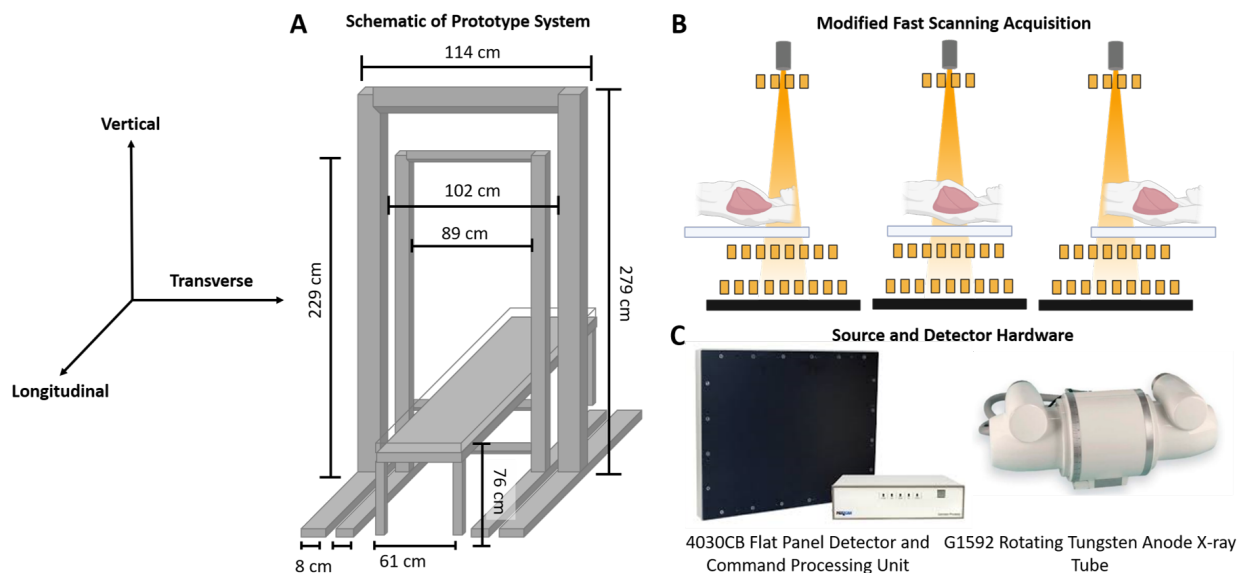 A
Schematic of Prototype System
114 cm
Vertical
Transverse
Longitudinal
102 cm
89 cm
229 cm
279 cm
76 cm
61 cm
8 cm
B
Modified Fast Scanning Acquisition
C
Source and Detector Hardware
4030CB Flat Panel Detector and
Command Processing Unit
G1592 Rotating Tungsten Anode X-ray
Tube